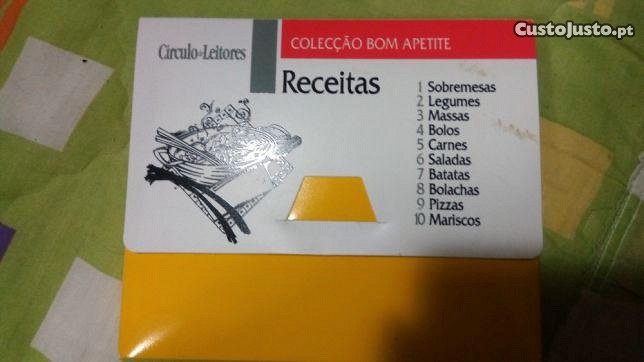 CustoJusto.pt
Círculo de Leitores
COLECÇÃO BOM APETITE
Receitas
1 Sobremesas
2 Legumes
3 Massas
4 Bolos
5 Carnes
6 Saladas
7 Batatas
8 Bolachas
9 Pizzas
10 Mariscos